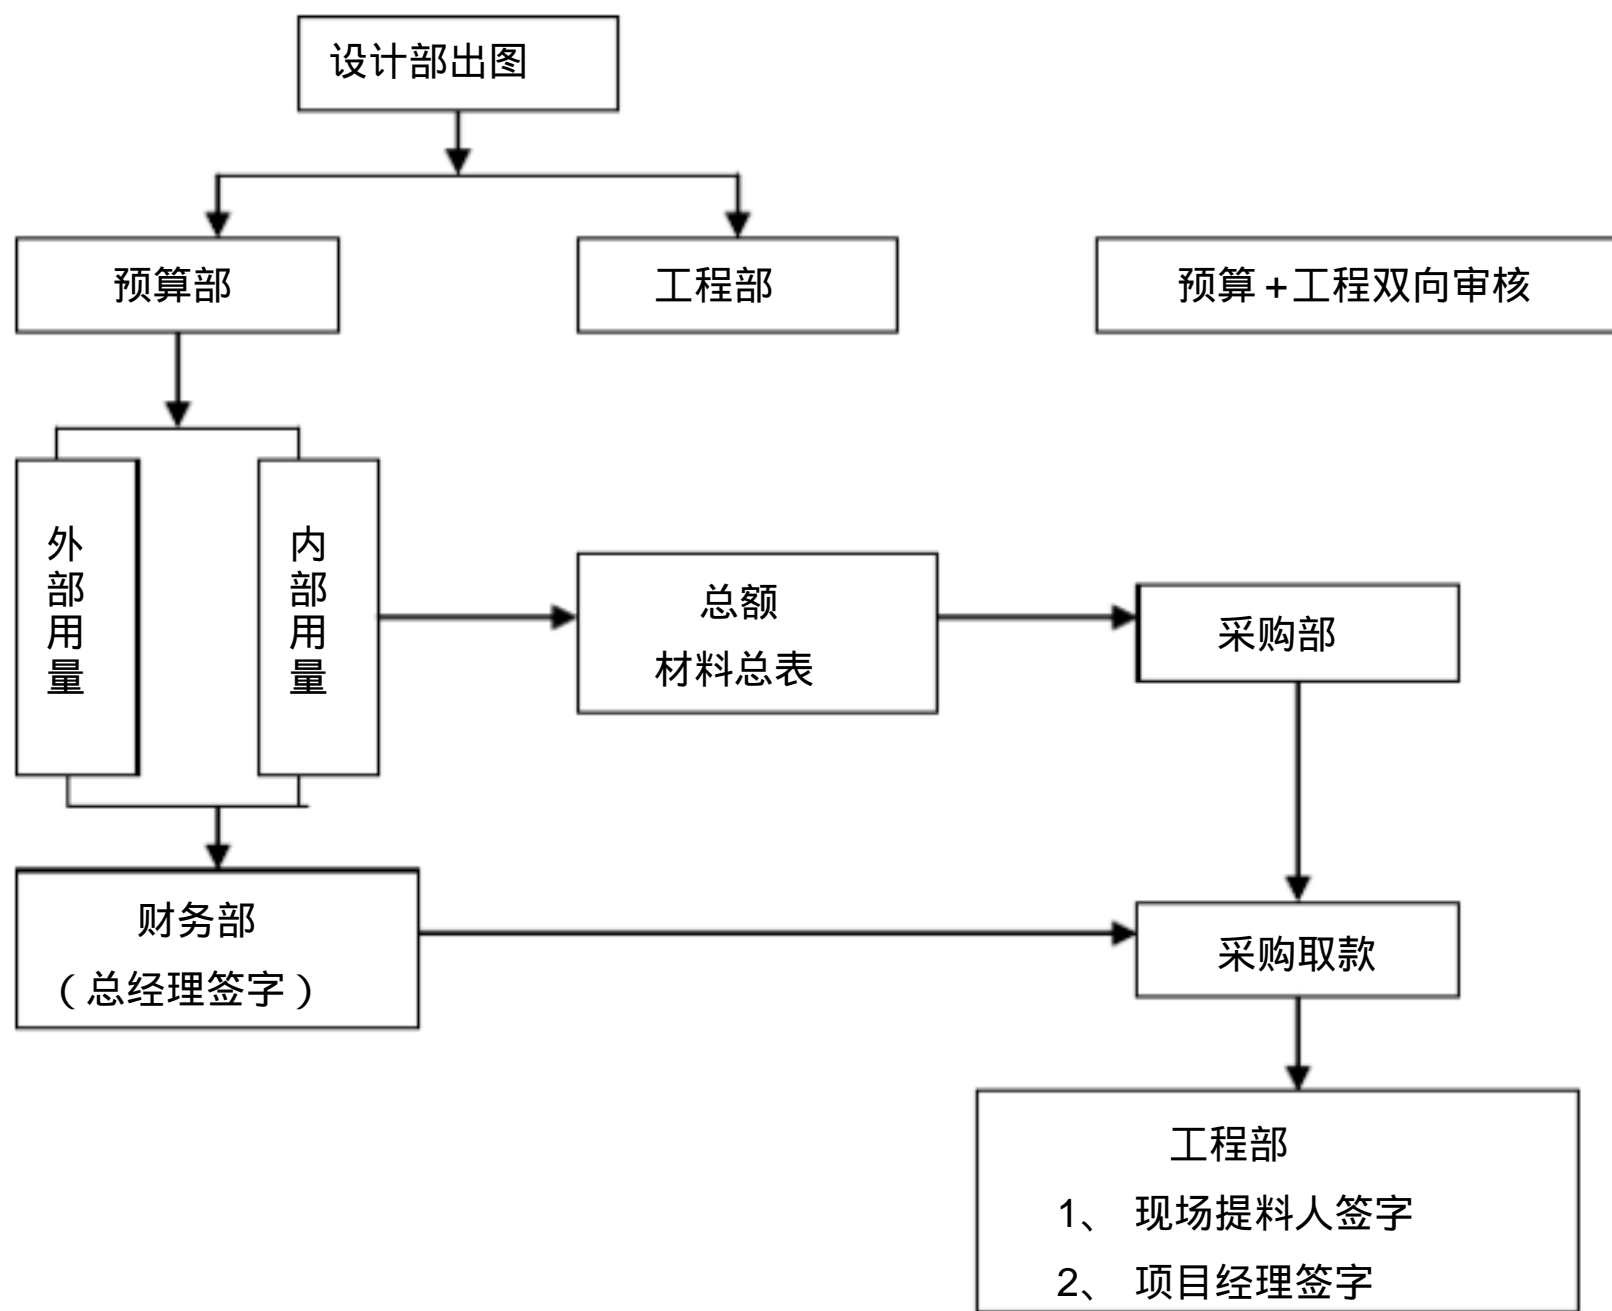 设计部出图
预算部
工程部
预算+工程双向审核
外部用量
内部用量
总额
材料总表
采购部
财务部
（总经理签字）
采购取款
工程部
1、 现场提料人签字
2、 项目经理签字